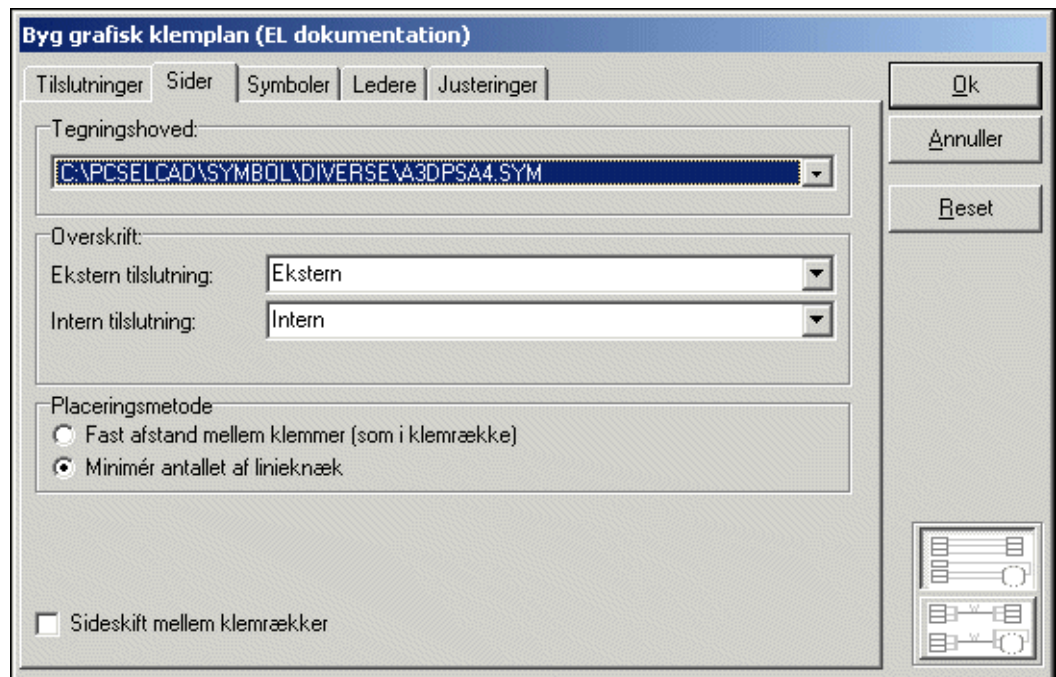 Byg grafisk klemplan (EL dokumentation)
Tilslutninger Sider Symboler Ledere Justeringer
Ok
Annuller
Reset
Tegningshoved:
C:\PCSELCAD\SYMBOL\DIVERSE\A3DPSA4.SYM
Overskrift:
Ekstern tilslutning: Ekstern
Intern tilslutning: Intern
Placeringsmetode
Fast afstand mellem klemmer (som i klemrække)
Minimér antallet af linieknæk
Sideskift mellem klemrækker
W
W